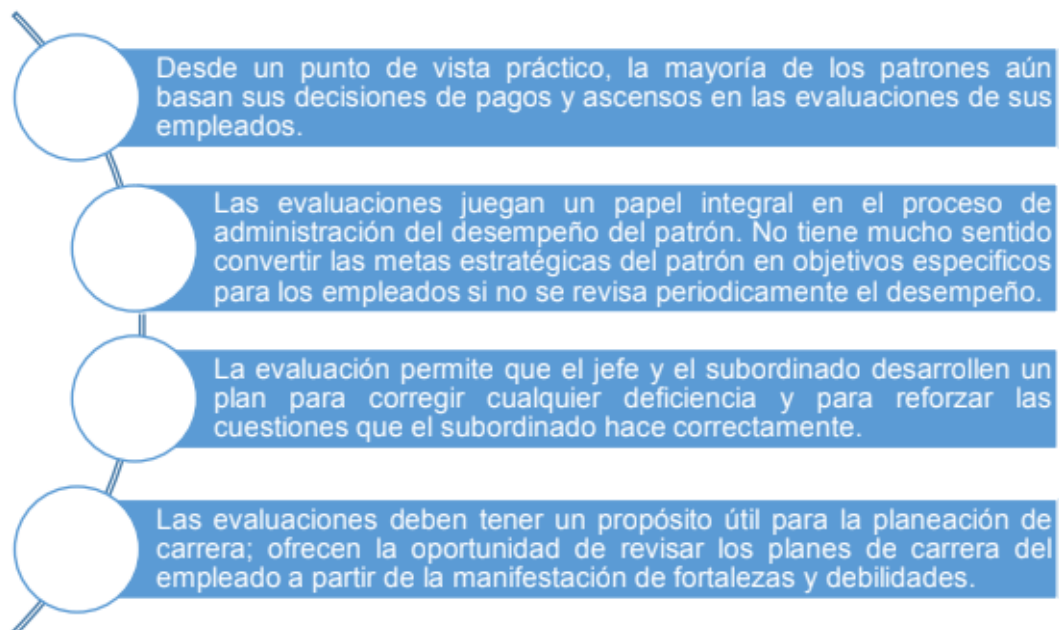 Desde un punto de vista práctico, la mayoría de los patrones aún
basan sus decisiones de pagos y ascensos en las evaluaciones de sus
empleados.
Las evaluaciones juegan un papel integral en el proceso de
administración del desempeño del patrón. No tiene mucho sentido
convertir las metas estratégicas del patrón en objetivos especificos
para los empleados si no se revisa periodicamente el desempeño.
La evaluación permite que el jefe y el subordinado desarrollen un
plan para corregir cualquier deficiencia y para reforzar las
cuestiones que el subordinado hace correctamente.
Las evaluaciones deben tener un propósito útil para la planeación de
carrera; ofrecen la oportunidad de revisar los planes de carrera del
empleado a partir de la manifestación de fortalezas y debilidades.